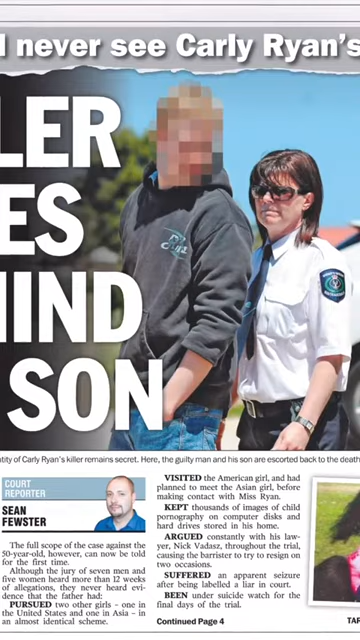 l never see Carly Ryan's
LER
ES
HIND
SON
ntity of Carly Ryan's killer remains secret. Here, the guilty man and his son are escorted back to the death
COURT
REPORTER
SEAN
FEWSTER
The full scope of the case against the
50-year-old, however, can now be told
for the first time.
Although the jury of seven men and
five women heard more than 12 weeks
of allegations, they never heard evi-
dence that the father had:
PURSUED two other girls – one in
the United States and one in Asia – in
an almost identical scheme.
VISITED the American girl, and had
planned to meet the Asian girl, before
making contact with Miss Ryan.
KEPT thousands of images of child
pornography on computer disks and
hard drives stored in his home.
ARGUED constantly with his law-
yer, Nick Vadasz, throughout the trial,
causing the barrister to try to resign on
two occasions.
SUFFERED an apparent seizure
after being labelled a liar in court.
BEEN under suicide watch for the
final days of the trial.
Continued Page 4
TAR